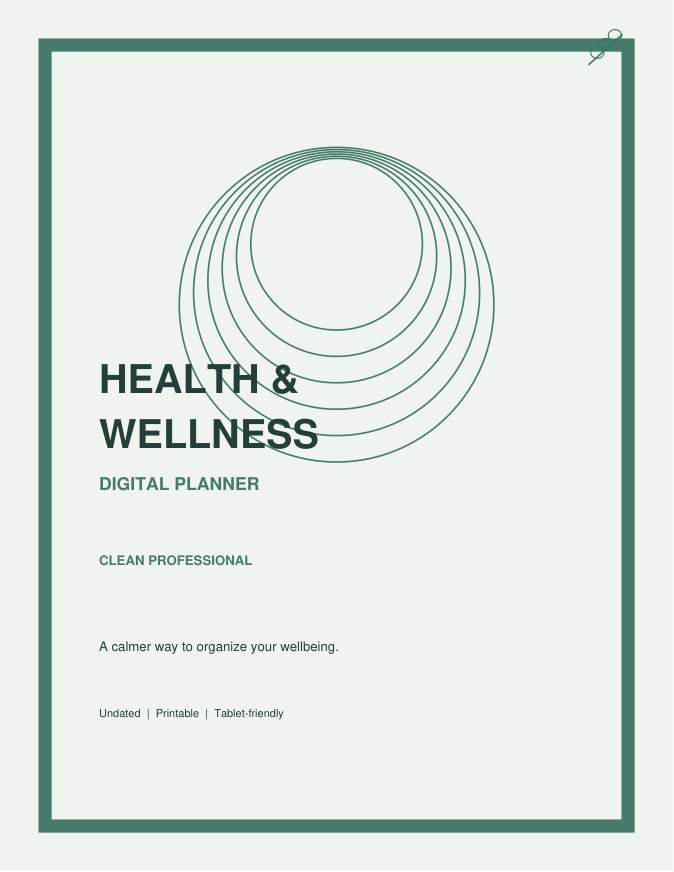 HEALTH &
WELLNESS
DIGITAL PLANNER
CLEAN PROFESSIONAL
A calmer way to organize your wellbeing.
Undated | Printable | Tablet-friendly